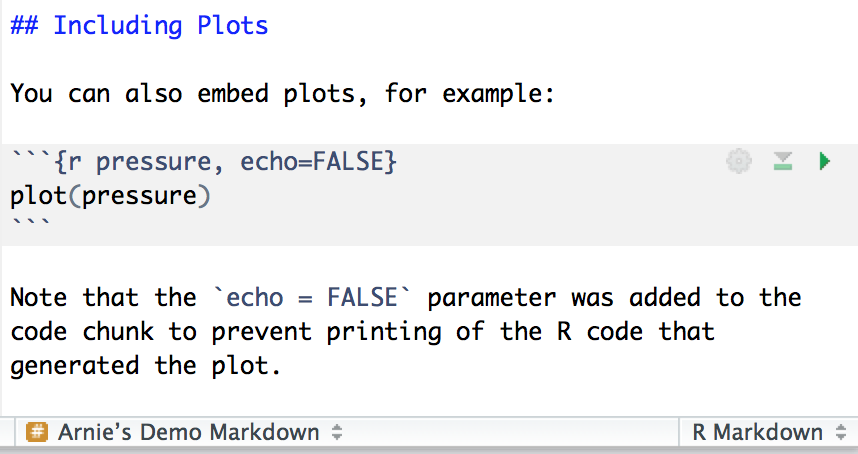 ## Including Plots
You can also embed plots, for example:
```{r pressure, echo=FALSE}
plot(pressure)
```
Note that the `echo = FALSE` parameter was added to the
code chunk to prevent printing of the R code that
generated the plot.
# Arnie’s Demo Markdown
R Markdown